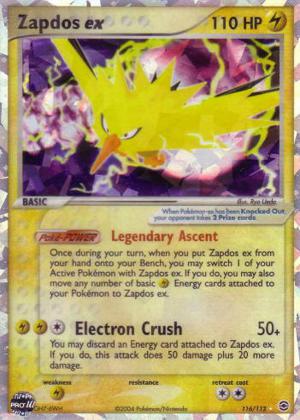 Zapdos ex 110 HP
Illus. Ryo Ueda
BASIC
When Pokémon-ex has been Knocked Out
your opponent takes 2 Prize cards.
Poké-POWER Legendary Ascent
Once during your turn, when you put Zapdos ex from
your hand onto your Bench, you may switch 1 of
your Active Pokémon with Zapdos ex. If you do, you may also
move any number of basic Energy cards attached to
your Pokémon to Zapdos ex.
Electron Crush 50+
You may discard an Energy card attached to Zapdos ex.
If you do, this attack does 50 damage plus 20 more damage.
weakness resistance retreat cost
©2004 Pokémon/Nintendo 116/112